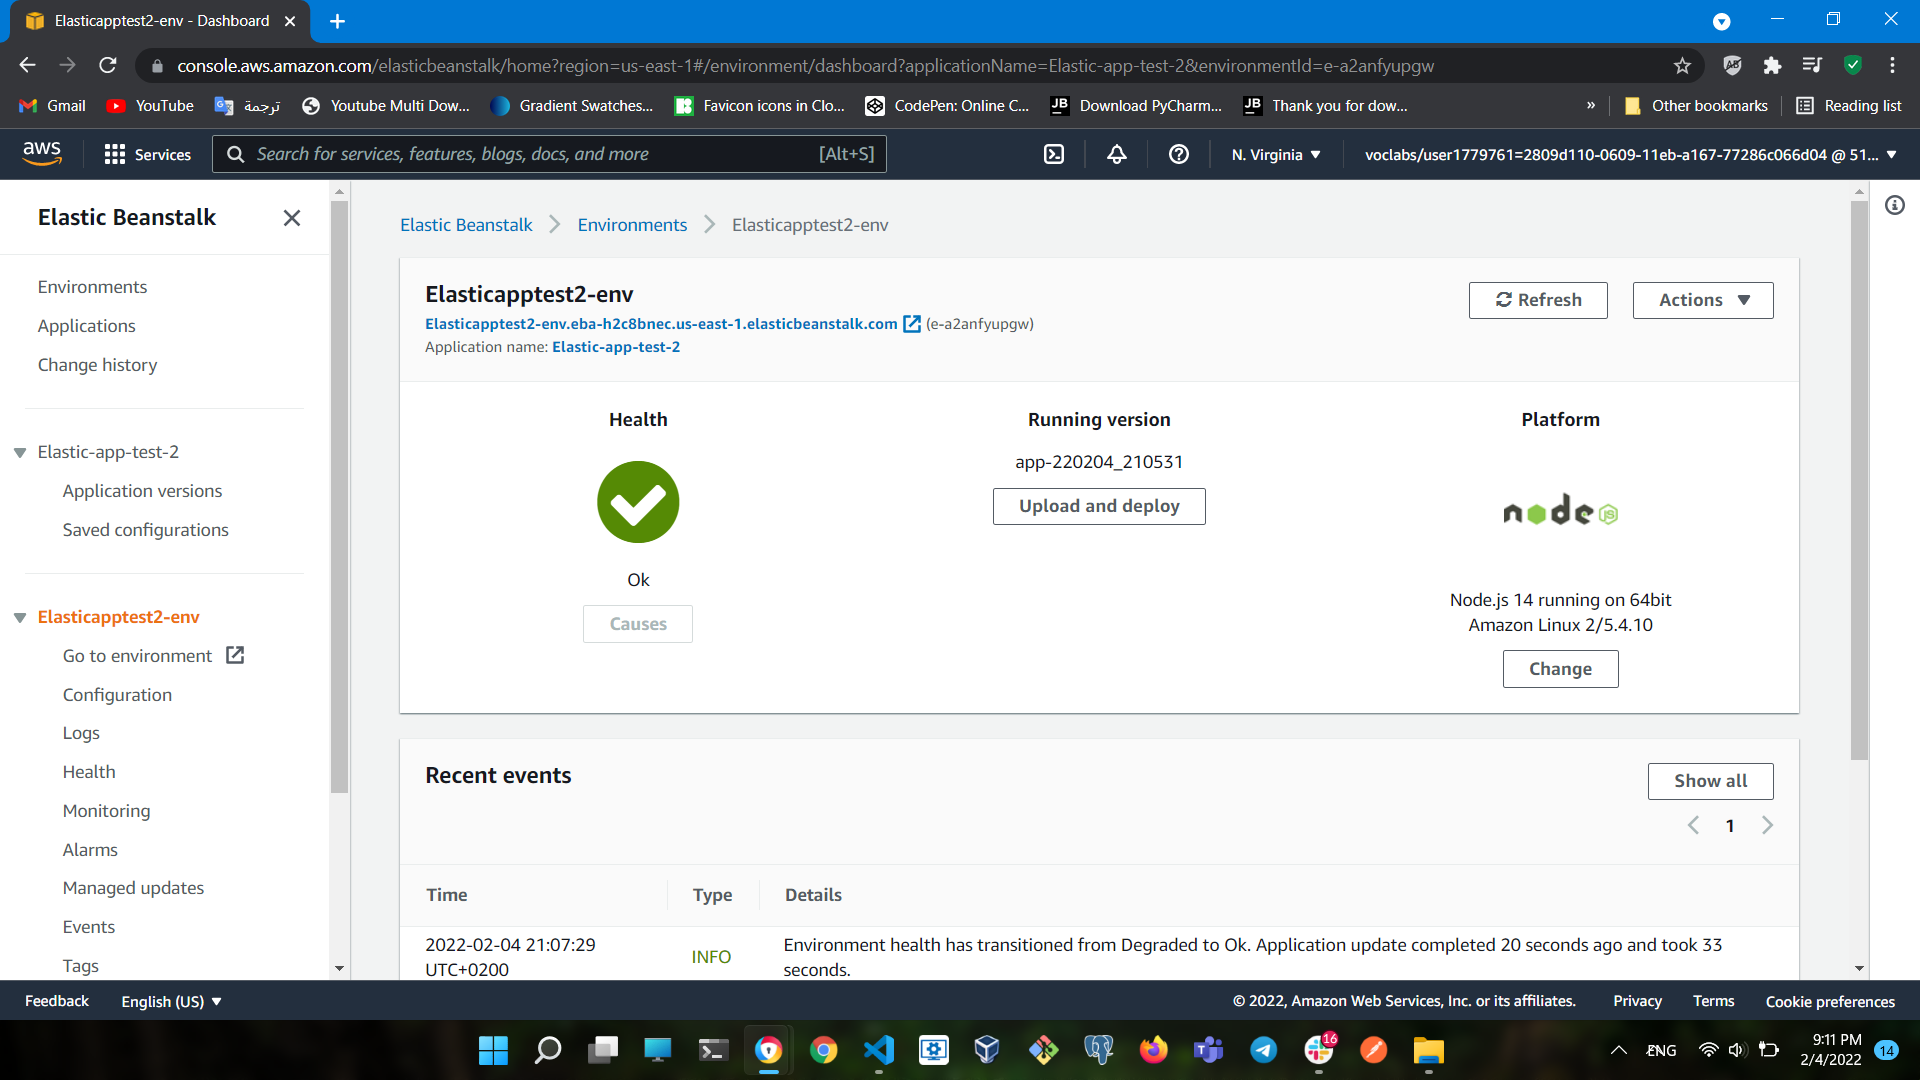 Elasticapptest2-env - Dashboard
console.aws.amazon.com/elasticbeanstalk/home?region=us-east-1#/environment/dashboard?applicationName=Elastic-app-test-2&environmentId=e-a2anfyupgw
Gmail
YouTube
ترجمة
Youtube Multi Dow...
Gradient Swatches...
Favicon icons in Clo...
CodePen: Online C...
JB
Download PyCharm...
JB
Thank you for dow...
»
Other bookmarks
Reading list
aws
Services
Search for services, features, blogs, docs, and more
[Alt+S]
N. Virginia
voclabs/user1779761=2809d110-0609-11eb-a167-77286c066d04 @ 51...
Elastic Beanstalk
Environments
Applications
Change history
Elastic-app-test-2
Application versions
Saved configurations
Elasticapptest2-env
Go to environment
Configuration
Logs
Health
Monitoring
Alarms
Managed updates
Events
Tags
Elastic Beanstalk
Environments
Elasticapptest2-env
Elasticapptest2-env
Refresh
Actions
Elasticapptest2-env.eba-h2c8bnec.us-east-1.elasticbeanstalk.com (e-a2anfyupgw)
Application name: Elastic-app-test-2
Health
Ok
Causes
Running version
app-220204_210531
Upload and deploy
Platform
node JS
Node.js 14 running on 64bit
Amazon Linux 2/5.4.10
Change
Recent events
Show all
1
Time
Type
Details
2022-02-04 21:07:29
UTC+0200
INFO
Environment health has transitioned from Degraded to Ok. Application update completed 20 seconds ago and took 33
seconds.
Feedback
English (US)
© 2022, Amazon Web Services, Inc. or its affiliates.
Privacy
Terms
Cookie preferences
16
ENG
9:11 PM
2/4/2022
14